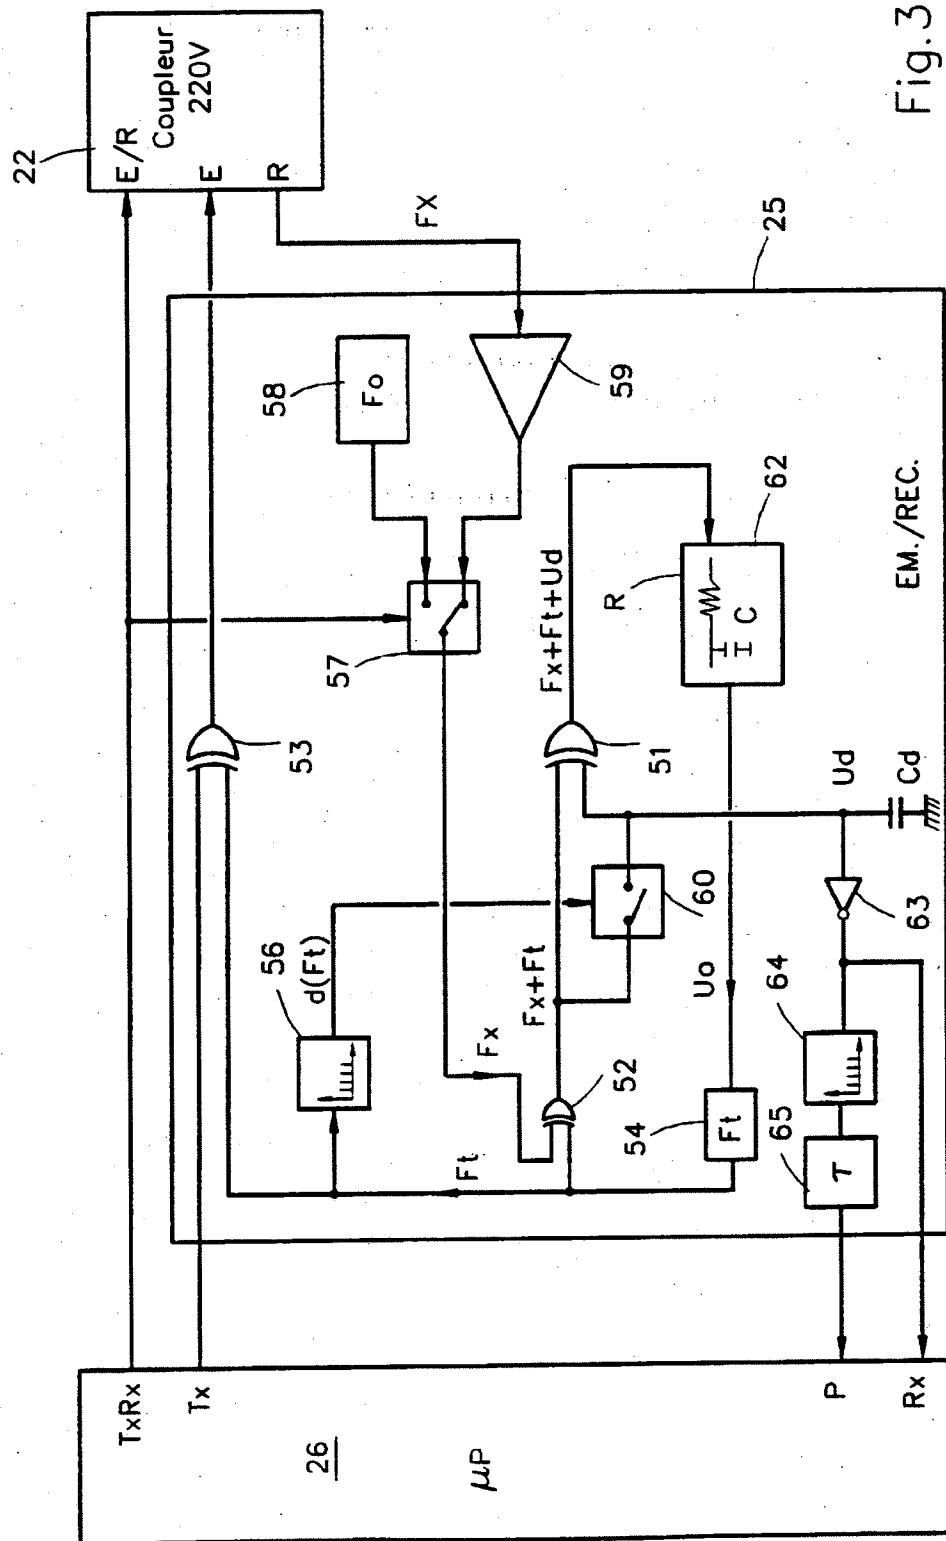 22
E/R
Coupleur
220V
E
R
FX
25
58
Fo
59
57
Fx+Ft+Ud
62
R
C
EM./REC.
53
51
Ud
Cd
56
d(Ft)
60
63
Fx
Fx+Ft
Uo
64
52
54
Ft
65
τ
Ft
TxRx
Tx
P
Rx
26
μP
Fig.3